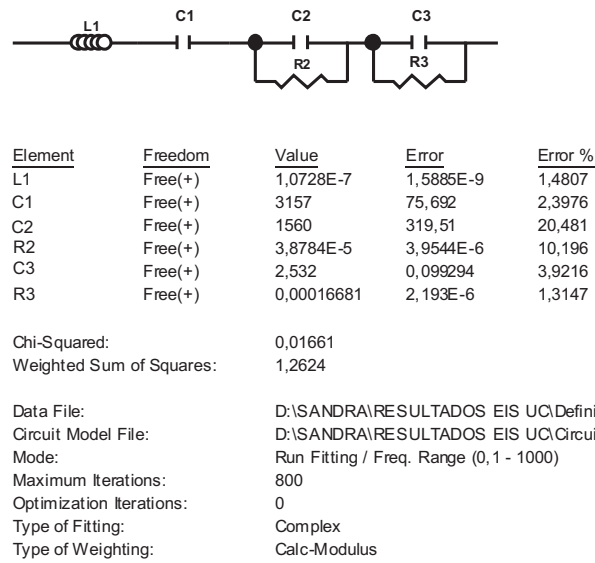 L1 C1 C2 C3
R2 R3
Element Freedom Value Error Error %
L1 Free(+) 1,0728E-7 1,5885E-9 1,4807
C1 Free(+) 3157 75,692 2,3976
C2 Free(+) 1560 319,51 20,481
R2 Free(+) 3,8784E-5 3,9544E-6 10,196
C3 Free(+) 2,532 0,099294 3,9216
R3 Free(+) 0,00016681 2,193E-6 1,3147
Chi-Squared: 0,01661
Weighted Sum of Squares: 1,2624
Data File: D:\SANDRA\RESULTADOS EIS UC\Defini
Circuit Model File: D:\SANDRA\RESULTADOS EIS UC\Circui
Mode: Run Fitting / Freq. Range (0,1 - 1000)
Maximum Iterations: 800
Optimization Iterations: 0
Type of Fitting: Complex
Type of Weighting: Calc-Modulus